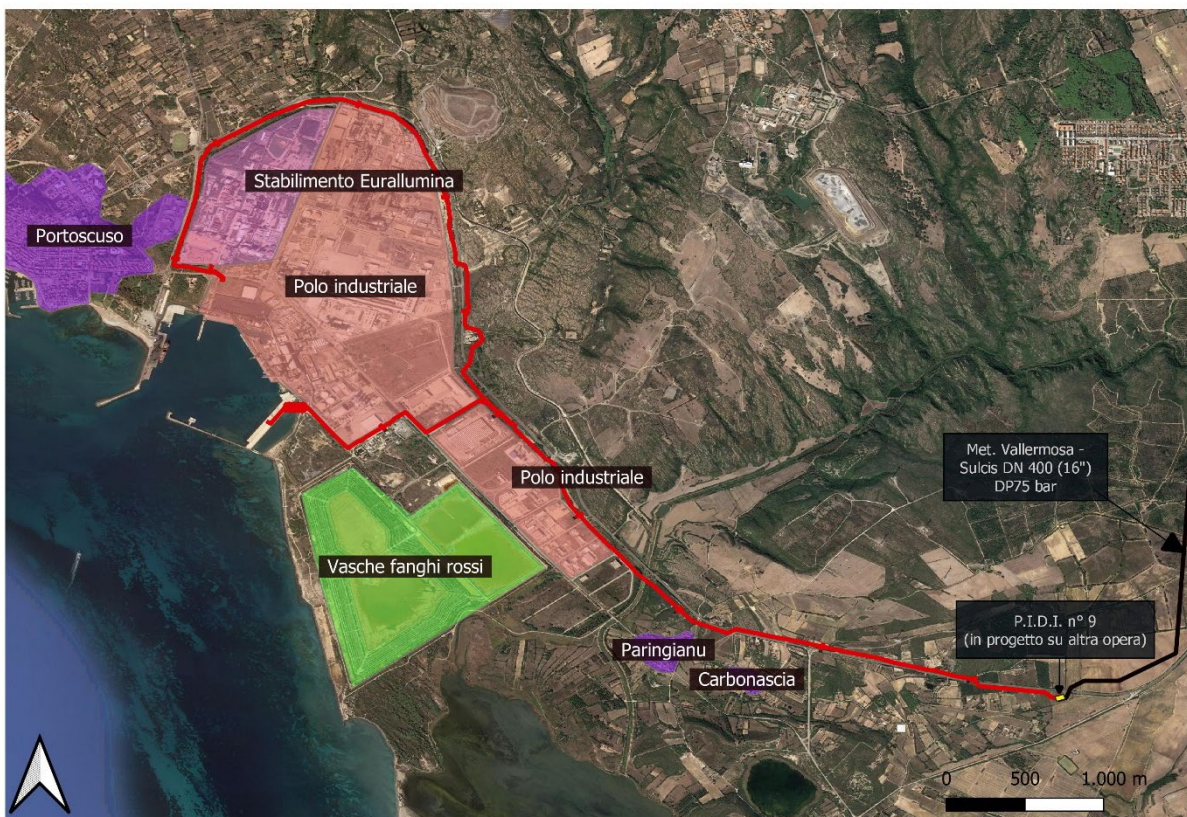 Stabilimento Eurallumina
Portoscuso
Polo industriale
Met. Vallermosa -
Sulcis DN 400 (16")
DP75 bar
Polo industriale
Vasche fanghi rossi
P.I.D.I. n° 9
(in progetto su altra opera)
Paringianu
Carbonascia
0 500 1.000 m